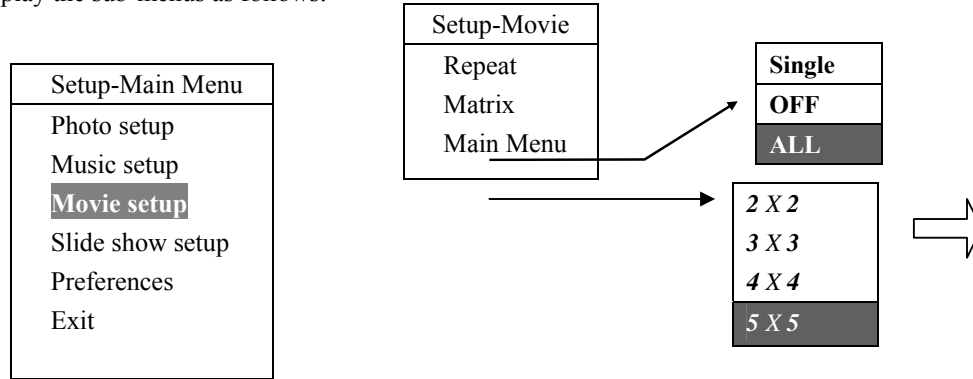 play the sub-menus as follows.
Setup-Main Menu
Photo setup
Music setup
Movie setup
Slide show setup
Preferences
Exit
Setup-Movie
Repeat
Matrix
Main Menu
Single
OFF
ALL
2 X 2
3 X 3
4 X 4
5 X 5